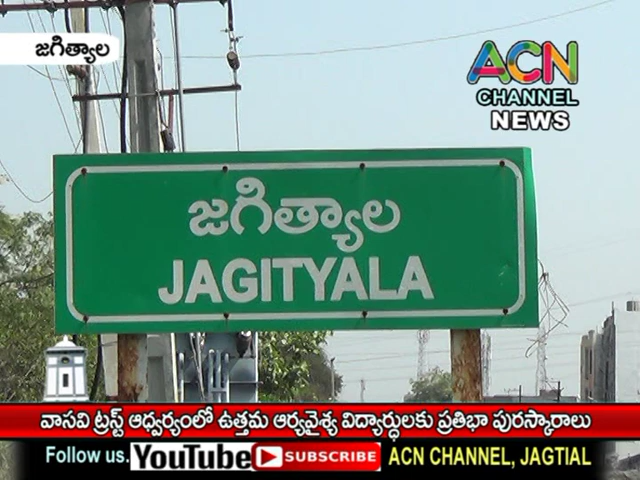 జగిత్యాల
ACN
CHANNEL
NEWS
జగిత్యాల
JAGITYALA
వాసవి ట్రస్ట్ ఆధ్వర్యంలో ఉత్తమ ఆర్యవైశ్య విద్యార్ధులకు ప్రతిభా పురస్కారాలు
Follow us. YouTube SUBSCRIBE ACN CHANNEL, JAGTIAL